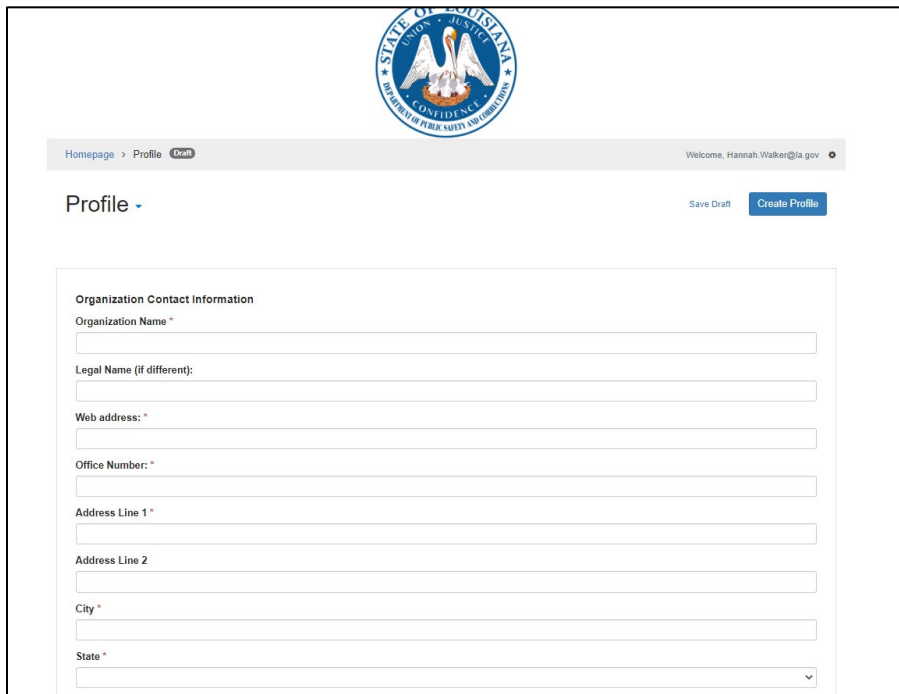 STATE OF LOUISIANA
UNION · JUSTICE
CONFIDENCE
DEPARTMENT OF PUBLIC SAFETY AND CORRECTIONS
Homepage > Profile Draft
Welcome, Hannah.Walker@la.gov
Profile
Save Draft
Create Profile
Organization Contact Information
Organization Name *
Legal Name (if different):
Web address: *
Office Number: *
Address Line 1 *
Address Line 2
City *
State *